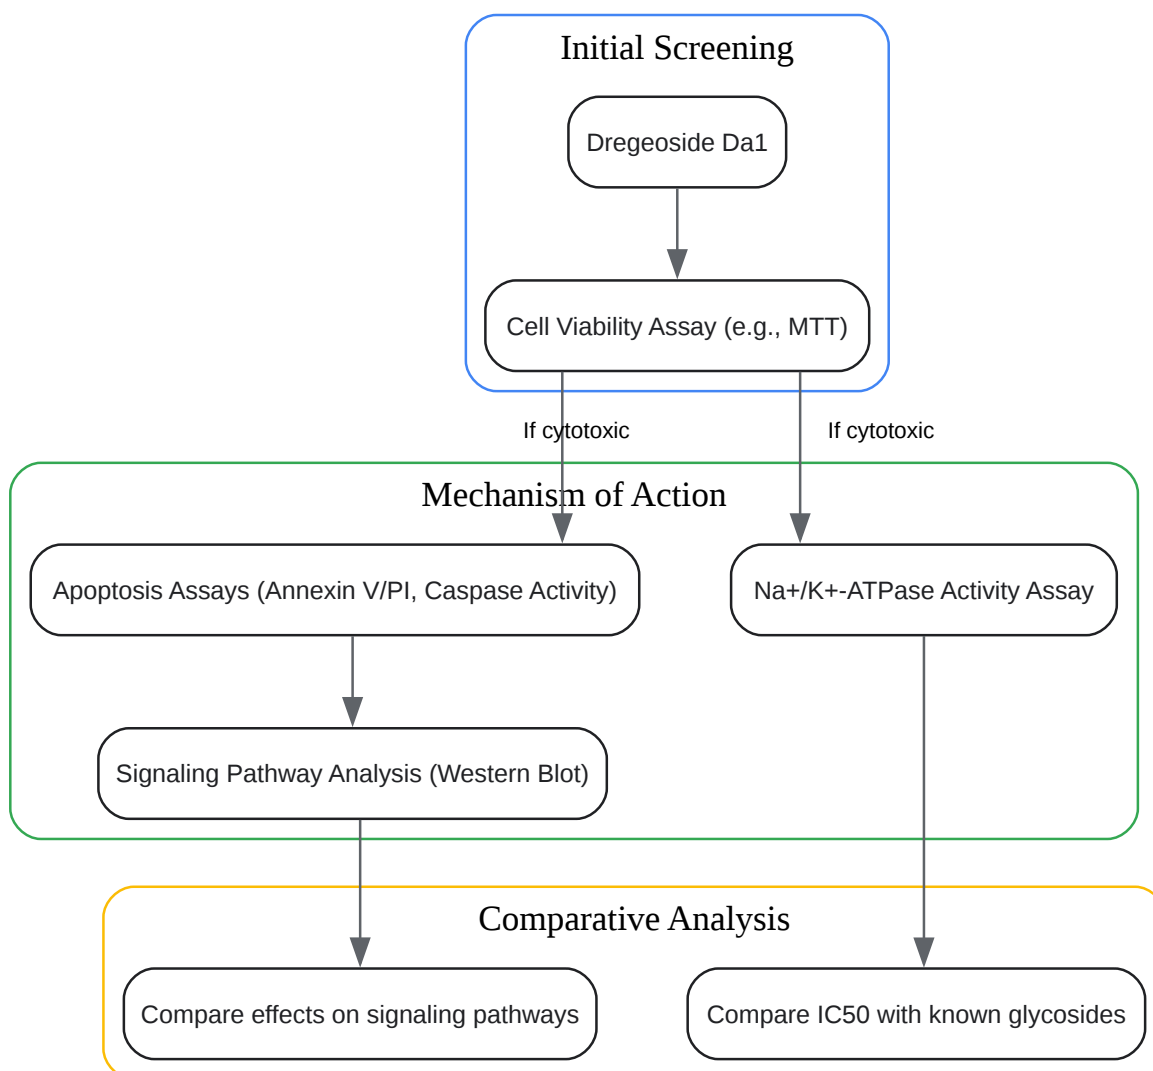 Initial Screening
Dregeoside Da1
Cell Viability Assay (e.g., MTT)
If cytotoxic
If cytotoxic
Mechanism of Action
Apoptosis Assays (Annexin V/PI, Caspase Activity)
Na+/K+-ATPase Activity Assay
Signaling Pathway Analysis (Western Blot)
Comparative Analysis
Compare effects on signaling pathways
Compare IC50 with known glycosides